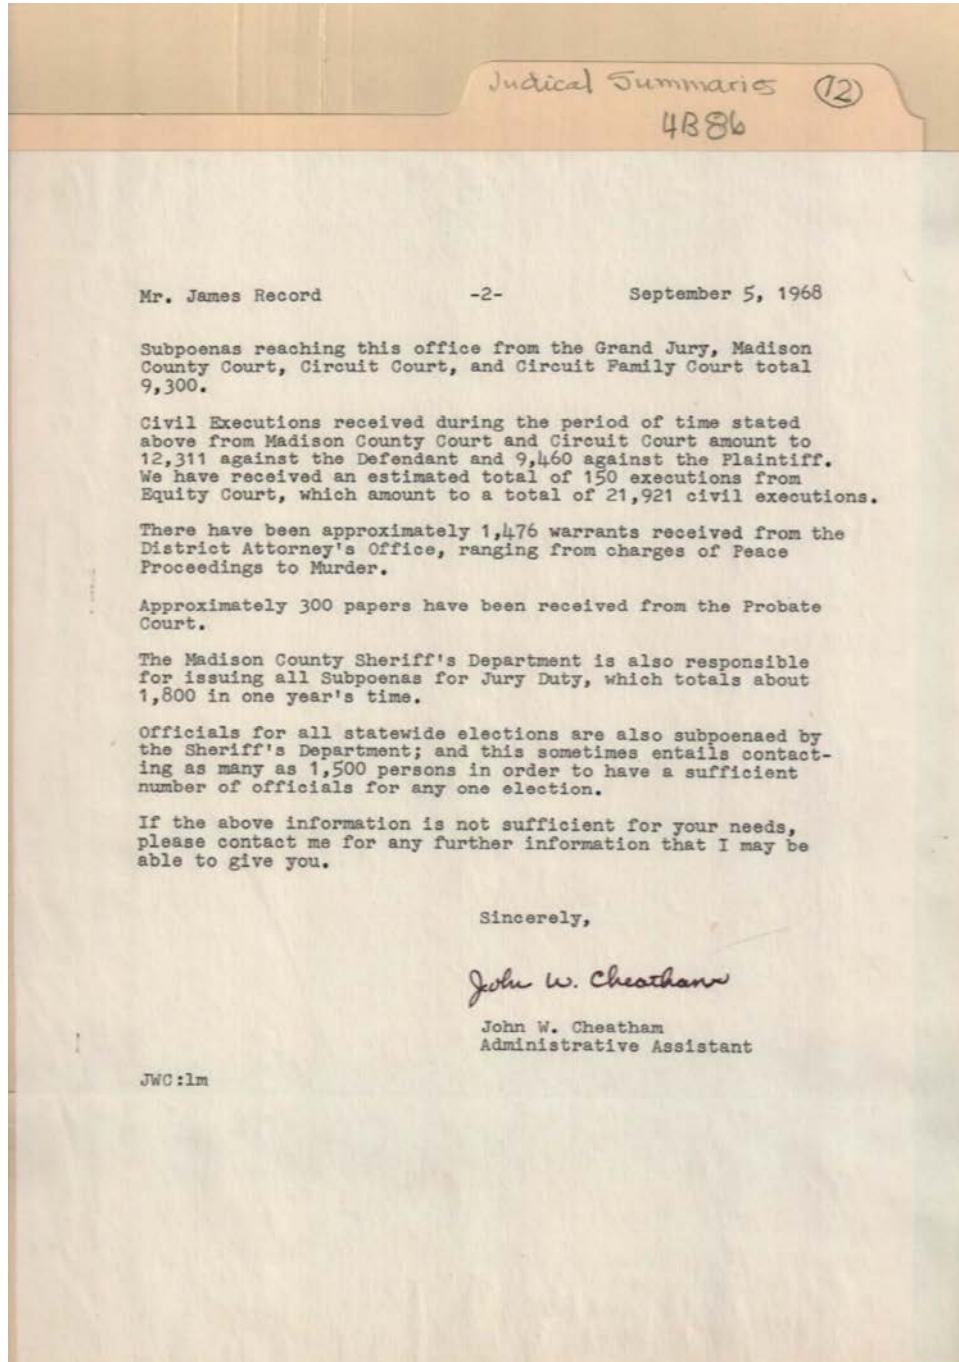 Judical Summaries 12
4B86
Mr. James Record -2- September 5, 1968
Subpoenas reaching this office from the Grand Jury, Madison
County Court, Circuit Court, and Circuit Family Court total
9,300.
Civil Executions received during the period of time stated
above from Madison County Court and Circuit Court amount to
12,311 against the Defendant and 9,460 against the Plaintiff.
We have received an estimated total of 150 executions from
Equity Court, which amount to a total of 21,921 civil executions.
There have been approximately 1,476 warrants received from the
District Attorney's Office, ranging from charges of Peace
Proceedings to Murder.
Approximately 300 papers have been received from the Probate
Court.
The Madison County Sheriff's Department is also responsible
for issuing all Subpoenas for Jury Duty, which totals about
1,800 in one year's time.
Officials for all statewide elections are also subpoenaed by
the Sheriff's Department; and this sometimes entails contact-
ing as many as 1,500 persons in order to have a sufficient
number of officials for any one election.
If the above information is not sufficient for your needs,
please contact me for any further information that I may be
able to give you.
Sincerely,
John W. Cheatham
John W. Cheatham
Administrative Assistant
JWC:lm